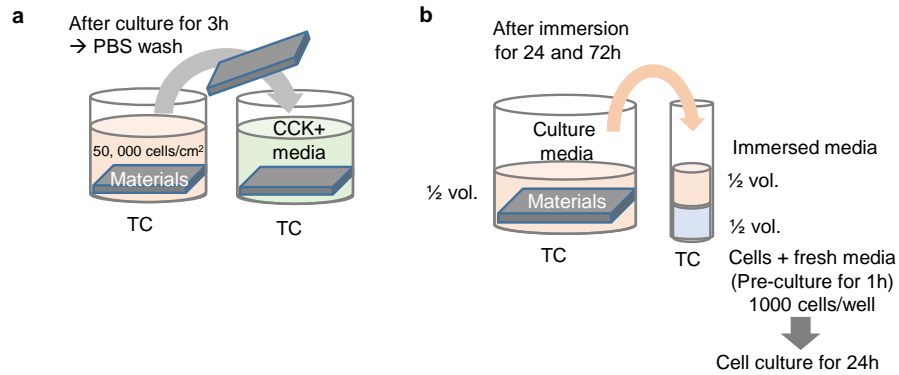 a
After culture for 3h
→ PBS wash
50, 000 cells/cm²
Materials
TC
CCK+
media
TC
b
After immersion
for 24 and 72h
Culture
media
½ vol.
Materials
TC
Immersed media
½ vol.
½ vol.
TC
Cells + fresh media
(Pre-culture for 1h)
1000 cells/well
Cell culture for 24h